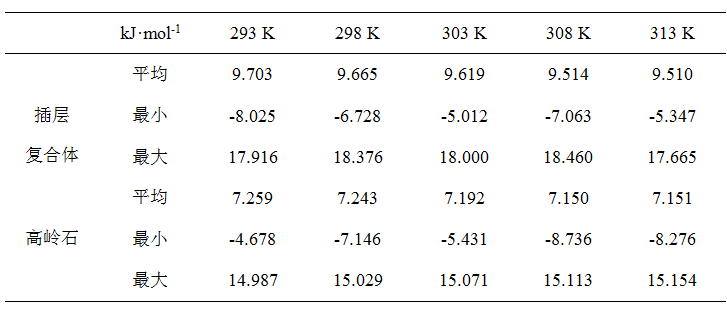 kJ·mol-1 293 K 298 K 303 K 308 K 313 K
平均 9.703 9.665 9.619 9.514 9.510
插层 最小 -8.025 -6.728 -5.012 -7.063 -5.347
复合体 最大 17.916 18.376 18.000 18.460 17.665
平均 7.259 7.243 7.192 7.150 7.151
高岭石 最小 -4.678 -7.146 -5.431 -8.736 -8.276
最大 14.987 15.029 15.071 15.113 15.154